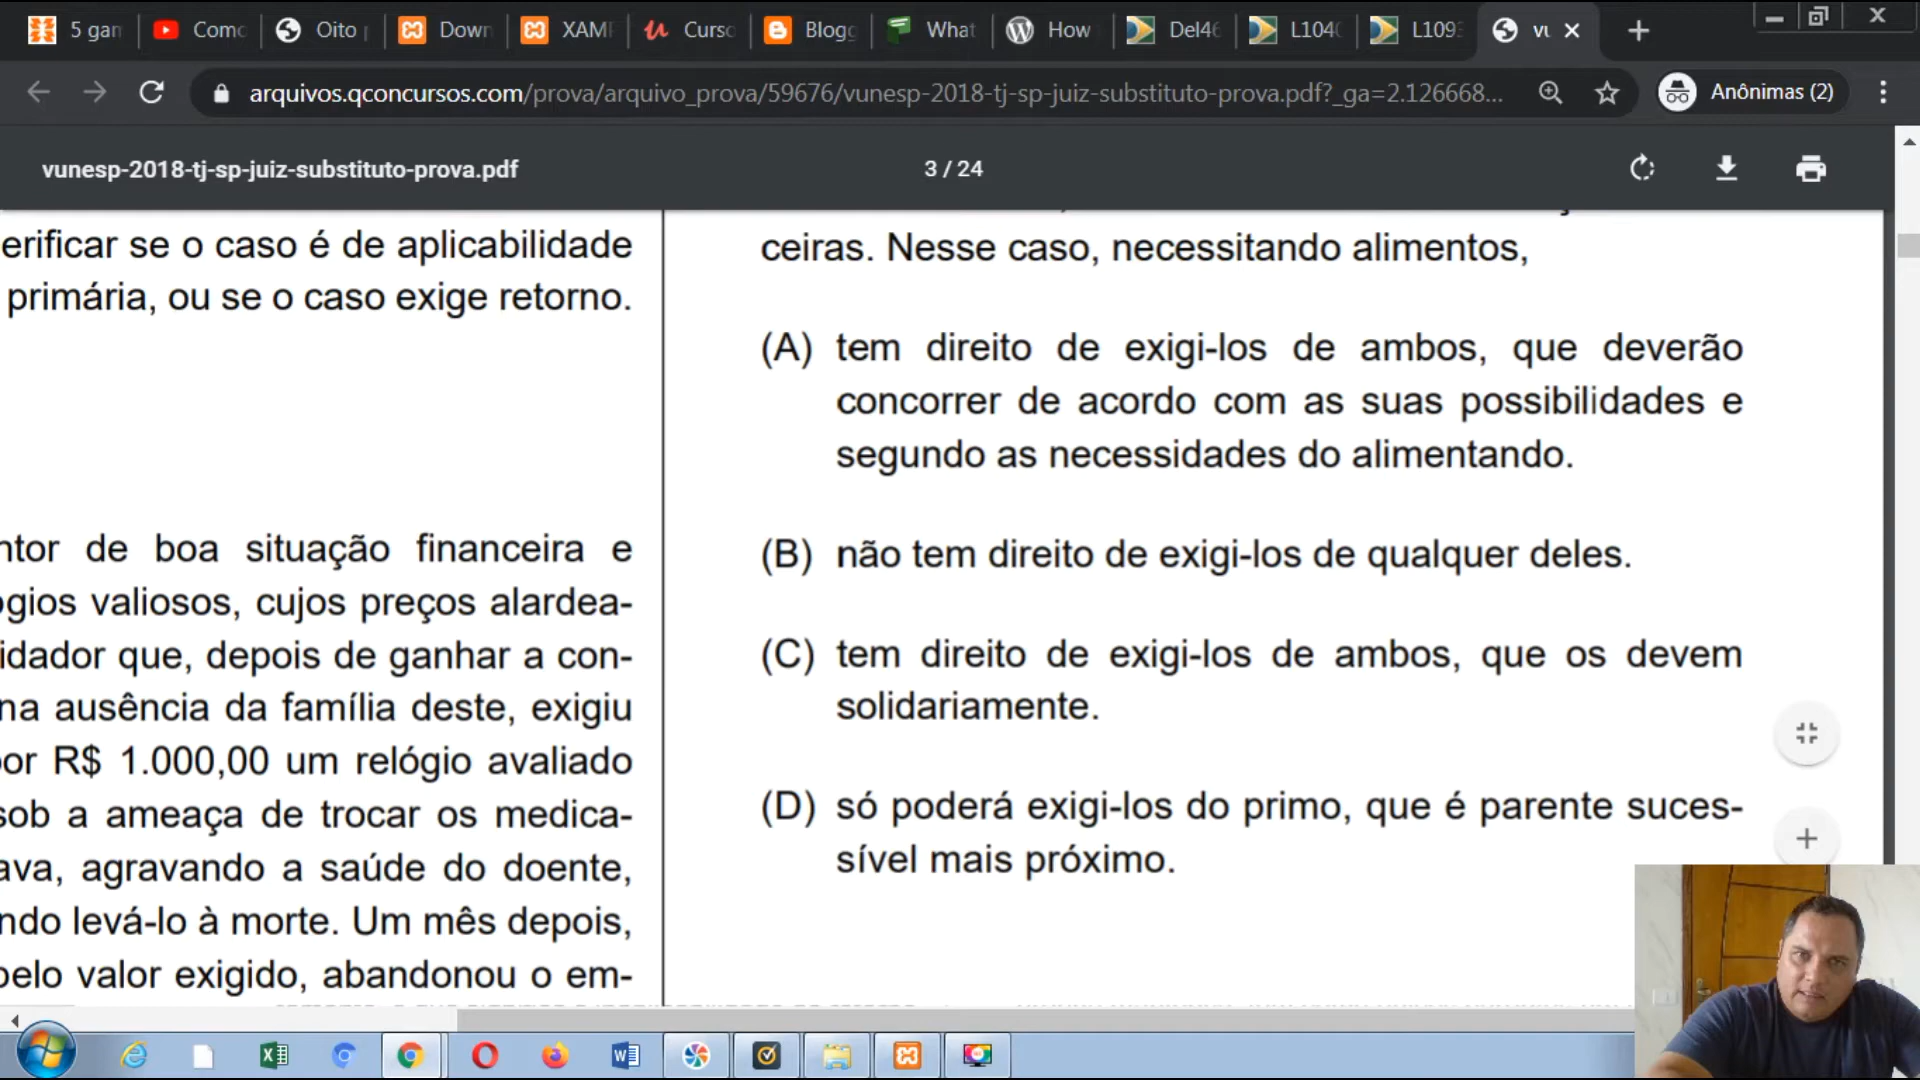 5 gan
Como
Oito p
Down
XAMP
Curso
Blogg
What
How
Del46
L1040
L1093
vu
arquivos.qconcursos.com/prova/arquivo_prova/59676/vunesp-2018-tj-sp-juiz-substituto-prova.pdf?_ga=2.126668...
Anônimas (2)
vunesp-2018-tj-sp-juiz-substituto-prova.pdf
3 / 24
erificar se o caso é de aplicabilidade
primária, ou se o caso exige retorno.
ntor de boa situação financeira e
ógios valiosos, cujos preços alardea-
idador que, depois de ganhar a con-
na ausência da família deste, exigiu
por R$ 1.000,00 um relógio avaliado
sob a ameaça de trocar os medica-
ava, agravando a saúde do doente,
ndo levá-lo à morte. Um mês depois,
pelo valor exigido, abandonou o em-
ceiras. Nesse caso, necessitando alimentos,
(A) tem direito de exigi-los de ambos, que deverão
concorrer de acordo com as suas possibilidades e
segundo as necessidades do alimentando.
(B) não tem direito de exigi-los de qualquer deles.
(C) tem direito de exigi-los de ambos, que os devem
solidariamente.
(D) só poderá exigi-los do primo, que é parente suces-
sível mais próximo.